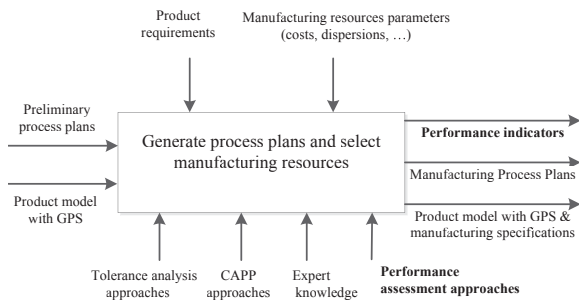 Product
requirements
Manufacturing resources parameters
(costs, dispersions, …)
Preliminary
process plans
Product model
with GPS
Generate process plans and select
manufacturing resources
Performance indicators
Manufacturing Process Plans
Product model with GPS &
manufacturing specifications
Tolerance analysis
approaches
CAPP
approaches
Expert
knowledge
Performance
assessment approaches